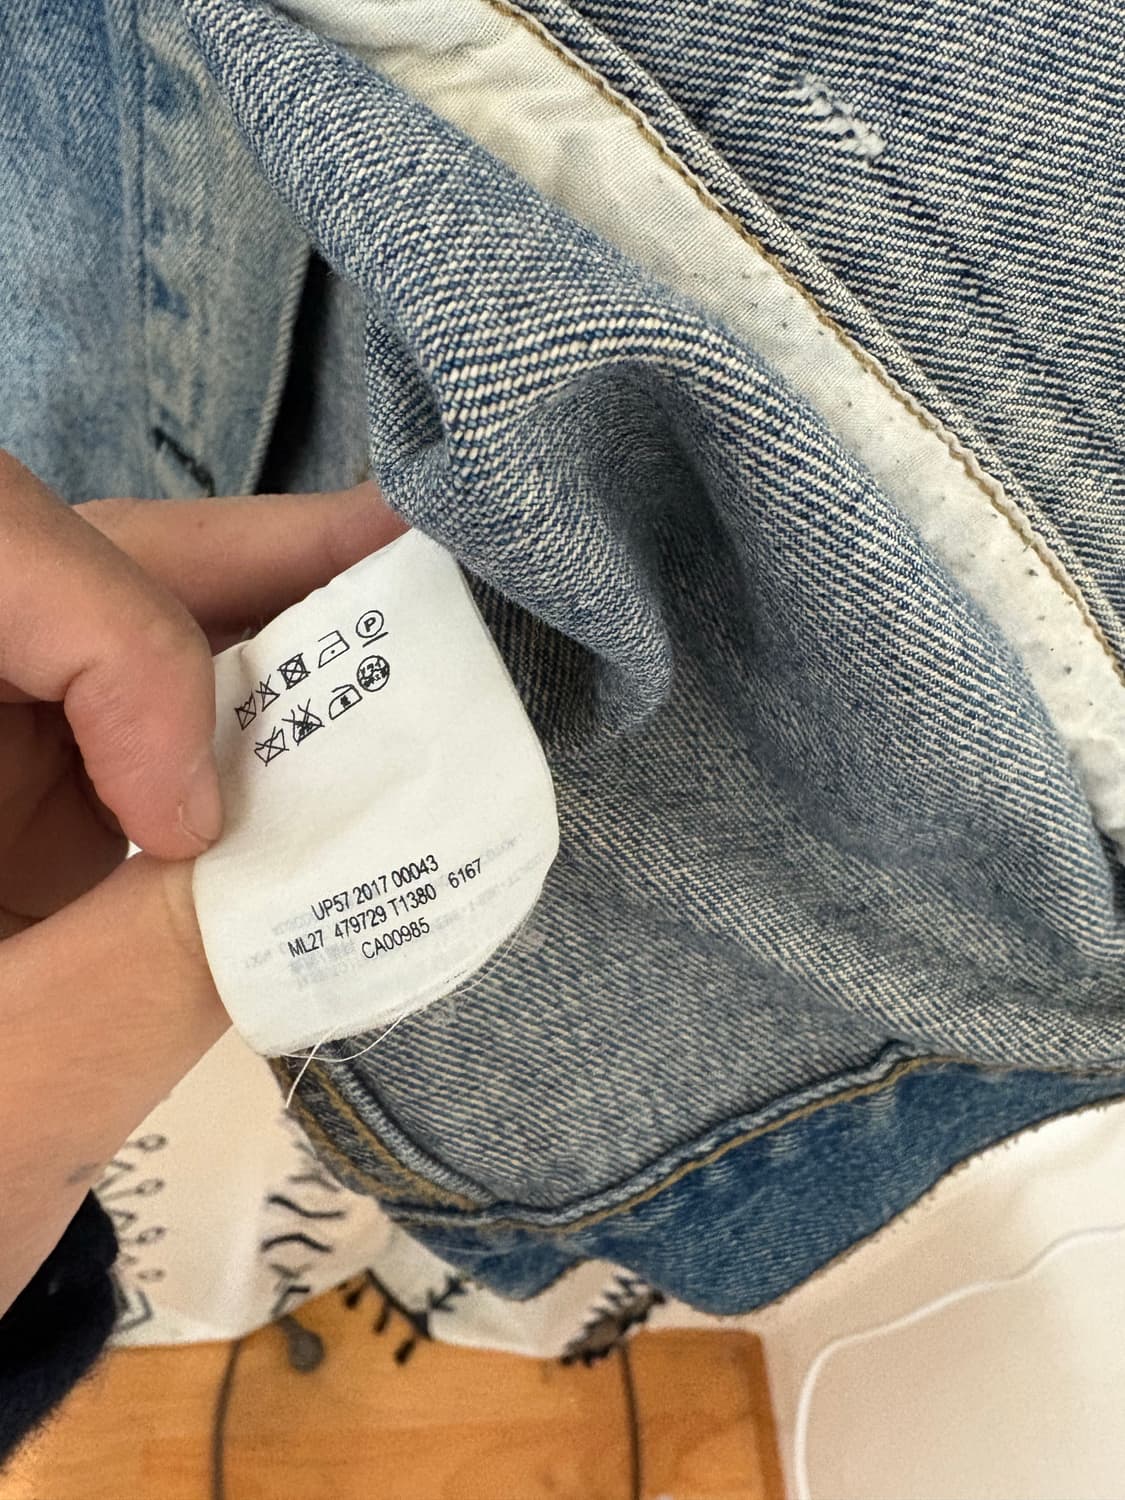 P
UP57 2017 00043
ML27 479729 T1380 6167
CA00985